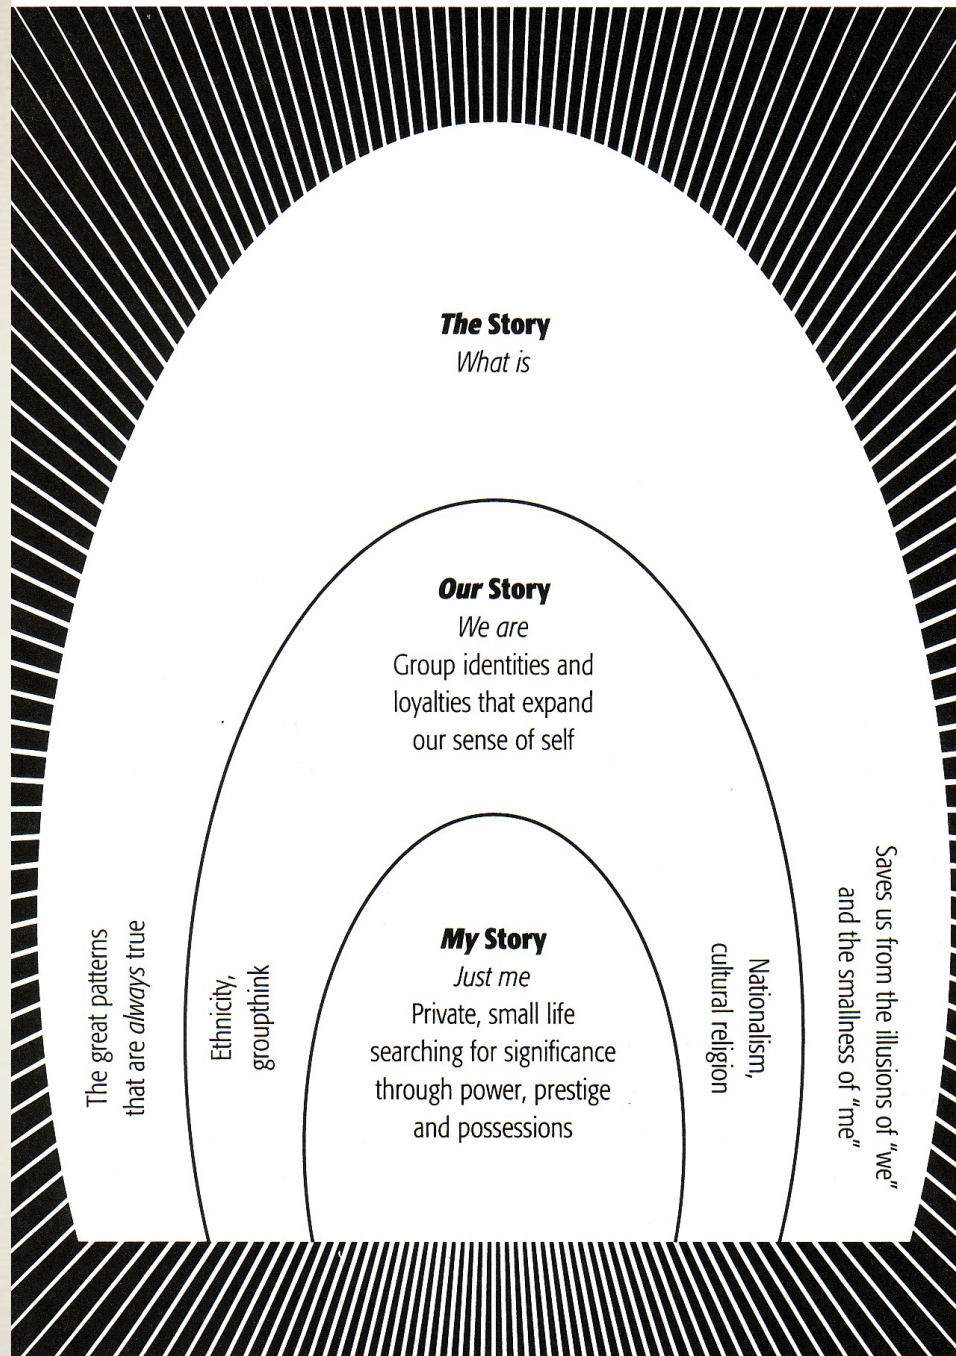 The Story
What is
Our Story
We are
Group identities and
loyalties that expand
our sense of self
My Story
Just me
Private, small life
searching for significance
through power, prestige
and possessions
The great patterns
that are always true
Ethnicity,
groupthink
Nationalism,
cultural religion
Saves us from the illusions of “we”
and the smallness of “me”